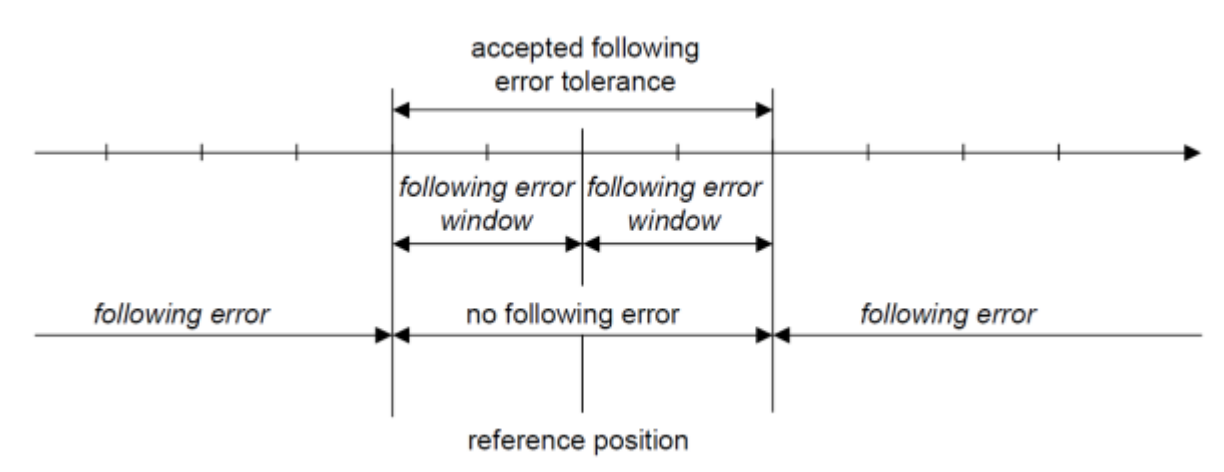 accepted following
error tolerance
following error following error
window window
following error no following error following error
reference position